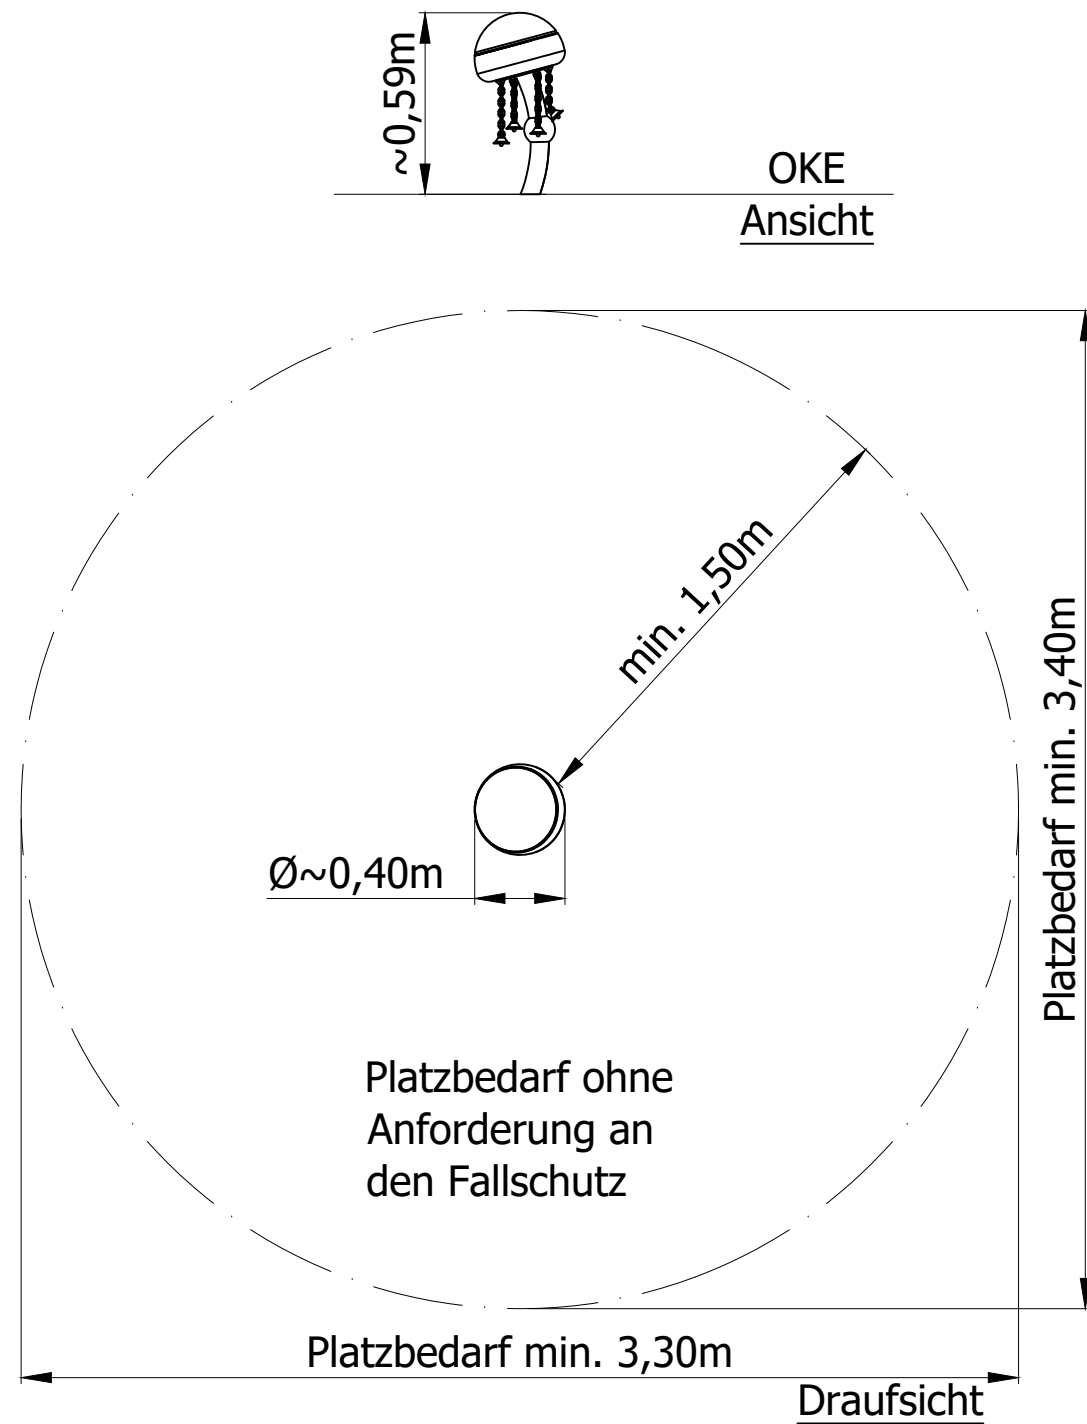 ~0,59m
OKE
Ansicht
min. 1,50m
Platzbedarf min. 3,40m
Ø~0,40m
Platzbedarf ohne
Anforderung an
den Fallschutz
Platzbedarf min. 3,30m
Draufsicht